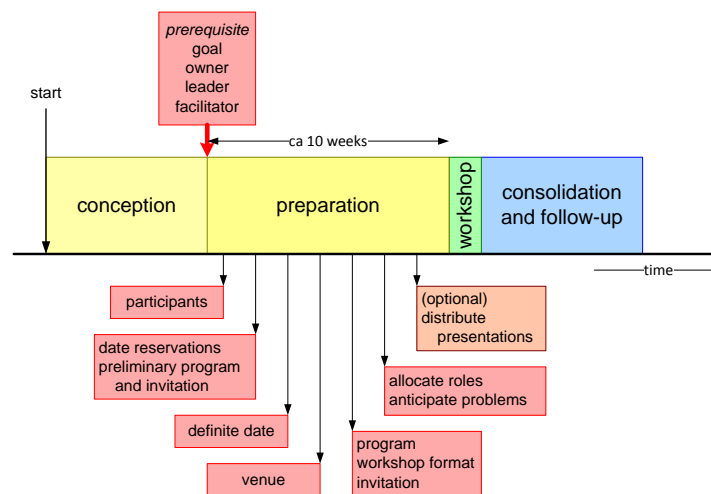 prerequisite
goal
owner
leader
facilitator
start
ca 10 weeks
conception
preparation
workshop
consolidation
and follow-up
time
participants
(optional)
distribute
presentations
date reservations
preliminary program
and invitation
allocate roles
anticipate problems
definite date
program
workshop format
invitation
venue